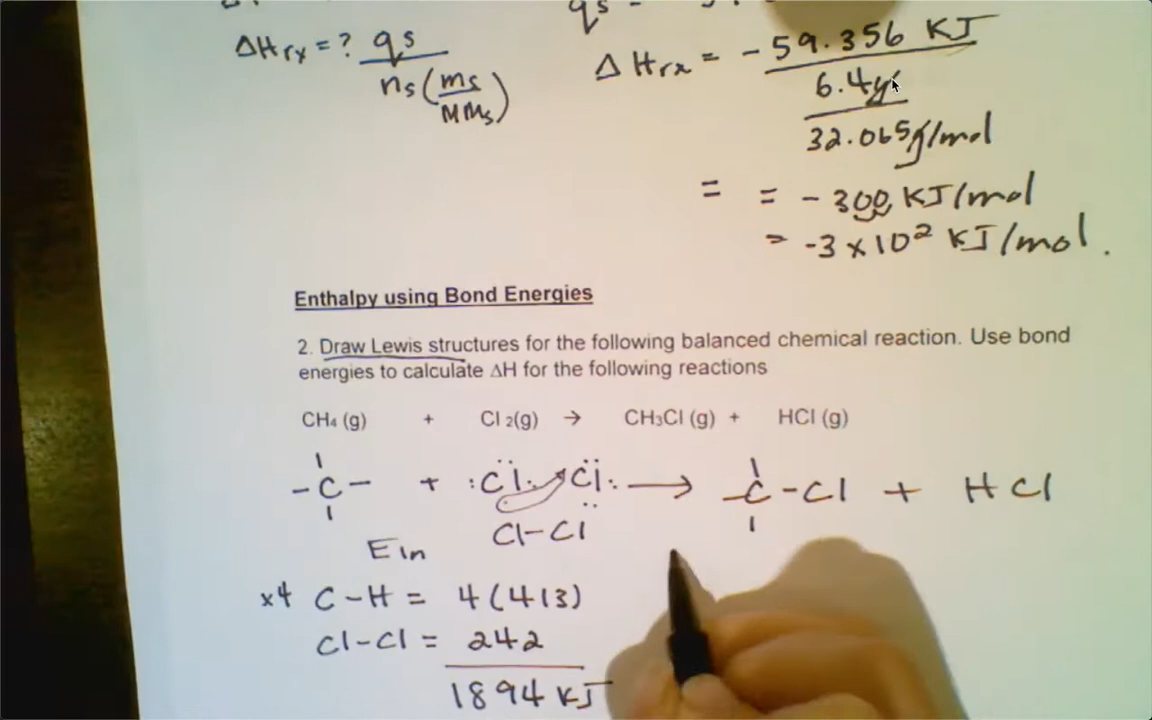 ΔHrx = ? qs
ns (ms
MMs)
qs =
ΔHrx = -59.356 KJ
6.4g
32.065g/mol
= = -300 KJ/mol
= -3 x 10² KJ/mol.
Enthalpy using Bond Energies
2. Draw Lewis structures for the following balanced chemical reaction. Use bond
energies to calculate ΔH for the following reactions
CH₄ (g) + Cl ₂(g) → CH₃Cl (g) + HCl (g)
-C- + :Cl. Cl: → -C-Cl + HCl
Cl-Cl
Ein
x4 C-H = 4(413)
Cl-Cl = 242
1894 KJ